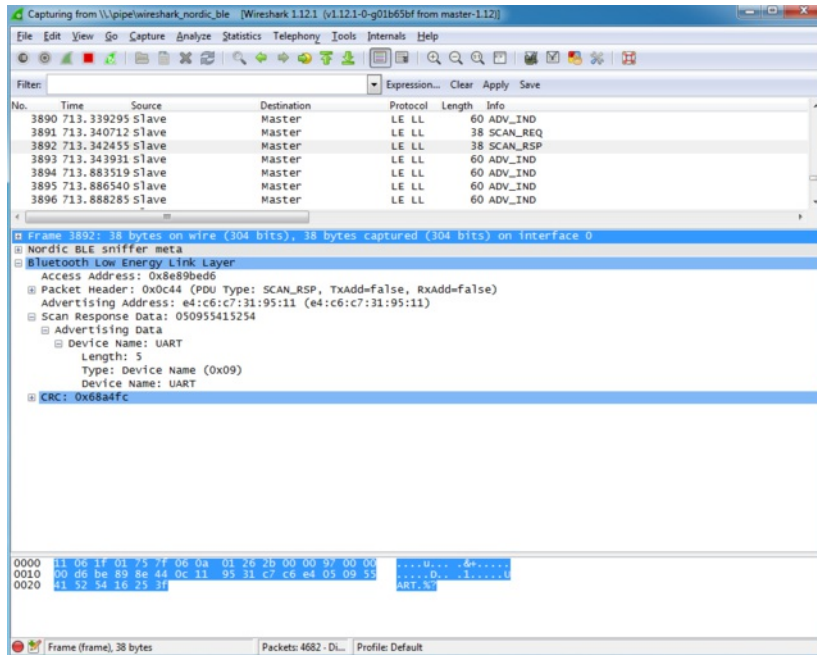 Capturing from \\.\pipe\wireshark_nordic_ble [Wireshark 1.12.1 (v1.12.1-0-g01b65bf from master-1.12)]
File Edit View Go Capture Analyze Statistics Telephony Tools Internals Help
Filter: Expression... Clear Apply Save
No. Time Source Destination Protocol Length Info
3890 713.339295 Slave Master LE LL 60 ADV_IND
3891 713.340712 Slave Master LE LL 38 SCAN_REQ
3892 713.342455 Slave Master LE LL 38 SCAN_RSP
3893 713.343931 Slave Master LE LL 60 ADV_IND
3894 713.883519 Slave Master LE LL 60 ADV_IND
3895 713.886540 Slave Master LE LL 60 ADV_IND
3896 713.888285 Slave Master LE LL 60 ADV_IND
Frame 3892: 38 bytes on wire (304 bits), 38 bytes captured (304 bits) on interface 0
Nordic BLE sniffer meta
Bluetooth Low Energy Link Layer
Access Address: 0x8e89bed6
Packet Header: 0x0c44 (PDU Type: SCAN_RSP, TxAdd=false, RxAdd=false)
Advertising Address: e4:c6:c7:31:95:11 (e4:c6:c7:31:95:11)
Scan Response Data: 050955415254
Advertising Data
Device Name: UART
Length: 5
Type: Device Name (0x09)
Device Name: UART
CRC: 0x68a4fc
0000 11 06 1f 01 75 7f 06 0a 01 26 2b 00 00 97 00 00 ....u... .&+.....
0010 00 d6 be 89 8e 44 0c 11 95 31 c7 c6 e4 05 09 55 .....D.. .1.....U
0020 41 52 54 16 25 3f ART.%?
Frame (frame), 38 bytes Packets: 4682 · Di... Profile: Default